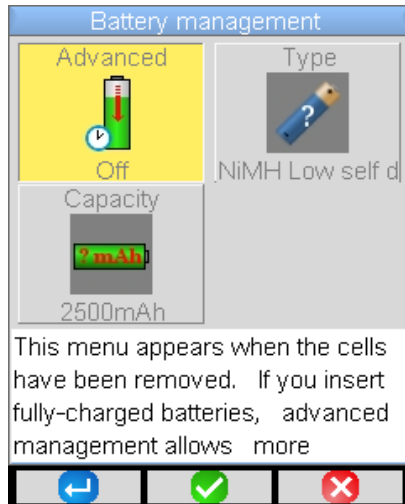 Battery management
Advanced
Off
Type
?
NiMH Low self d
Capacity
? mAh
2500mAh
This menu appears when the cells
have been removed. If you insert
fully-charged batteries, advanced
management allows more